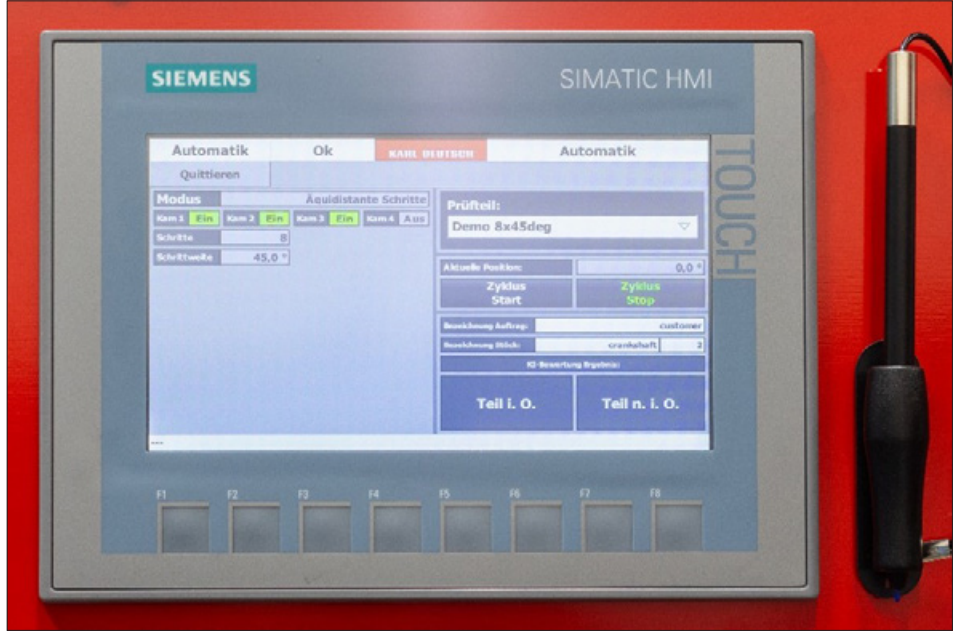 SIEMENS
SIMATIC HMI
TOUCH
Automatik Ok KARL DEUTSCH Automatik
Quittieren
Modus Äquidistante Schritte
Kam 1 Ein Kam 2 Ein Kam 3 Ein Kam 4 Aus
Schritte 8
Schrittweite 45,0 °
Prüfteil:
Demo 8x45deg
Aktuelle Position: 0,0 °
Zyklus Start
Zyklus Stop
Bezeichnung Auftrag: customer
Bezeichnung Stück: crankshaft 2
KI-Bewertung Ergebnis:
Teil i. O. Teil n. i. O.
---
F1 F2 F3 F4 F5 F6 F7 F8